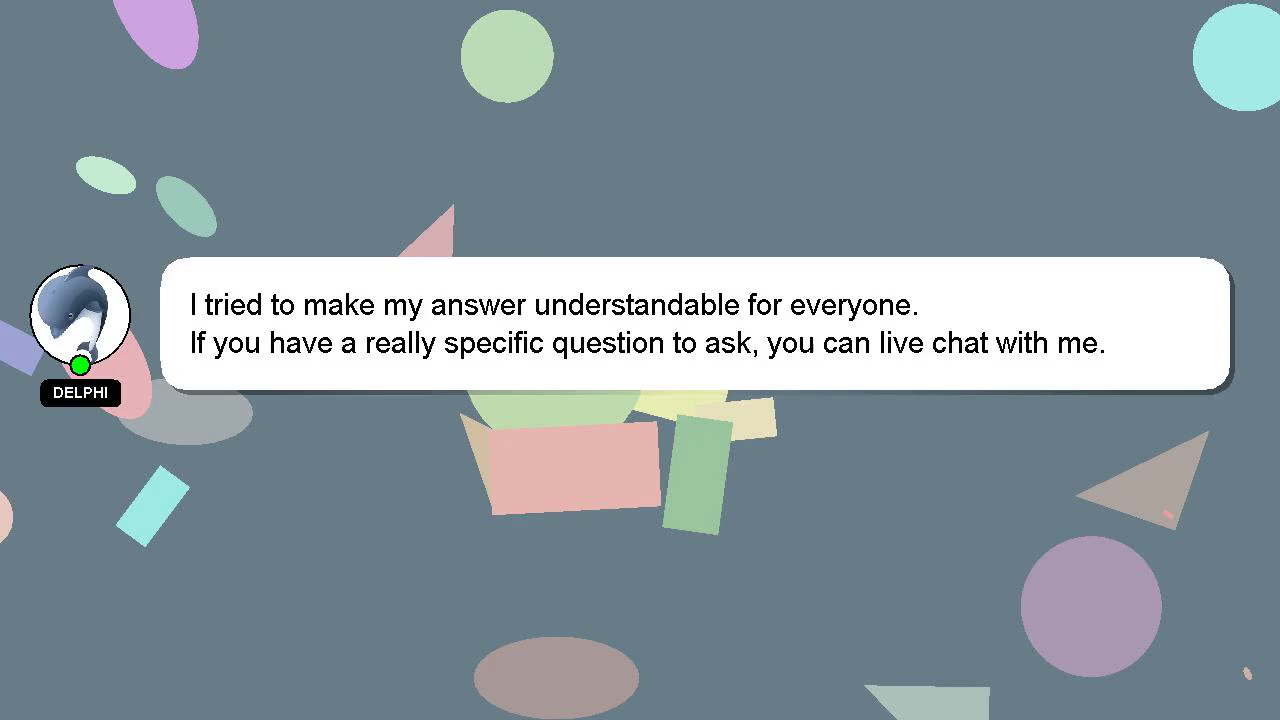 I tried to make my answer understandable for everyone.
If you have a really specific question to ask, you can live chat with me.
DELPHI